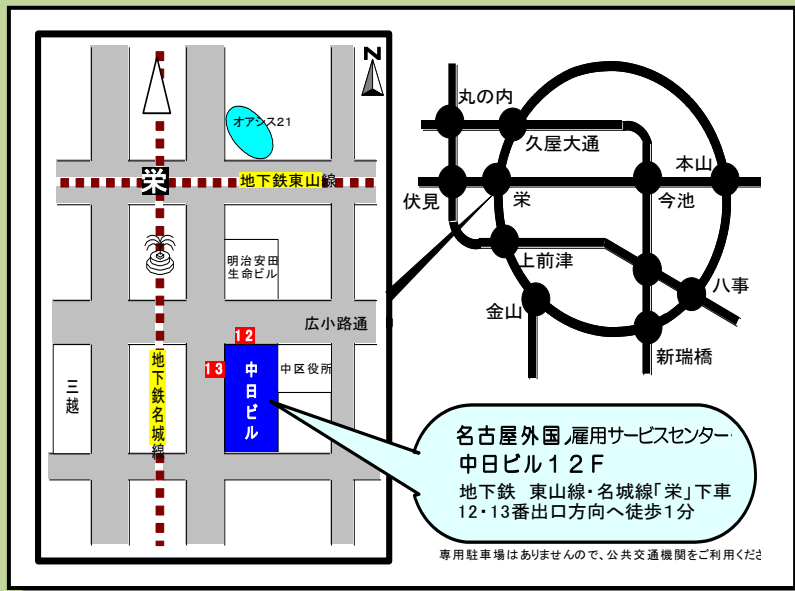 N
オアシス21
栄
地下鉄東山線
明治安田
生命ビル
広小路通
12
13
中日ビル
中区役所
三越
地下鉄名城線
丸の内
久屋大通
本山
伏見
栄
今池
上前津
八事
金山
新瑞橋
名古屋外国 雇用サービスセンター
中日ビル12F
地下鉄 東山線・名城線「栄」下車
12・13番出口方向へ徒歩1分
専用駐車場はありませんので、公共交通機関をご利用くださ